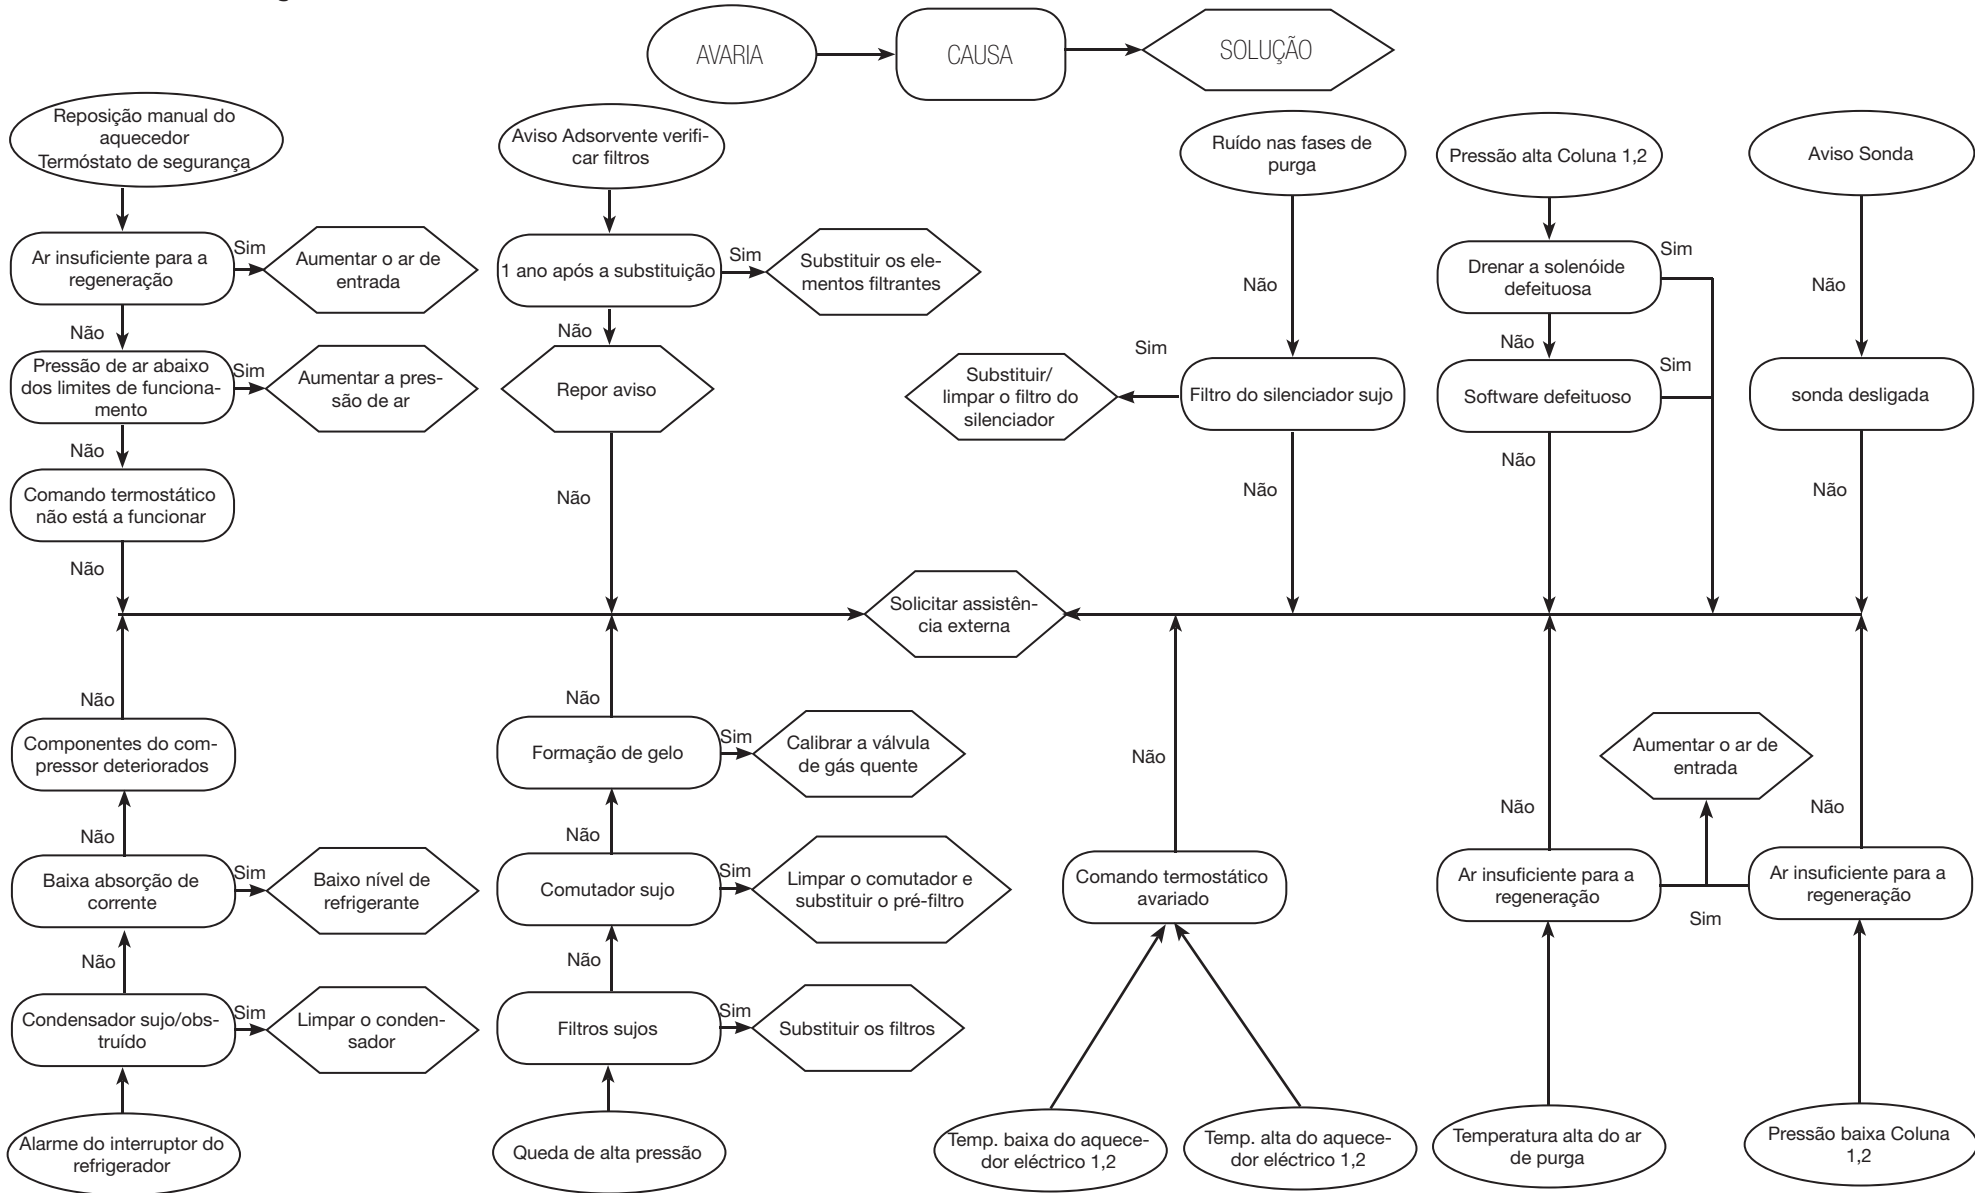 AVARIA
CAUSA
SOLUÇÃO
Reposição manual do
aquecedor
Termóstato de segurança
Ar insuficiente para a
regeneração
Sim
Aumentar o ar de
entrada
Não
Pressão de ar abaixo
dos limites de funciona-
mento
Sim
Aumentar a pres-
são de ar
Não
Comando termostático
não está a funcionar
Não
Aviso Adsorvente verifi-
car filtros
1 ano após a substituição
Sim
Substituir os ele-
mentos filtrantes
Não
Repor aviso
Não
Ruído nas fases de
purga
Não
Filtro do silenciador sujo
Sim
Substituir/
limpar o filtro do
silenciador
Não
Pressão alta Coluna 1,2
Drenar a solenóide
defeituosa
Sim
Não
Software defeituoso
Sim
Não
Aviso Sonda
Não
sonda desligada
Não
Solicitar assistên-
cia externa
Não
Componentes do com-
pressor deteriorados
Não
Baixa absorção de
corrente
Sim
Baixo nível de
refrigerante
Não
Condensador sujo/obs-
truído
Sim
Limpar o conden-
sador
Alarme do interruptor do
refrigerador
Não
Formação de gelo
Sim
Calibrar a válvula
de gás quente
Não
Comutador sujo
Sim
Limpar o comutador e
substituir o pré-filtro
Não
Filtros sujos
Sim
Substituir os filtros
Queda de alta pressão
Não
Comando termostático
avariado
Temp. baixa do aquece-
dor eléctrico 1,2
Temp. alta do aquece-
dor eléctrico 1,2
Não
Ar insuficiente para a
regeneração
Temperatura alta do ar
de purga
Aumentar o ar de
entrada
Sim
Não
Ar insuficiente para a
regeneração
Pressão baixa Coluna
1,2